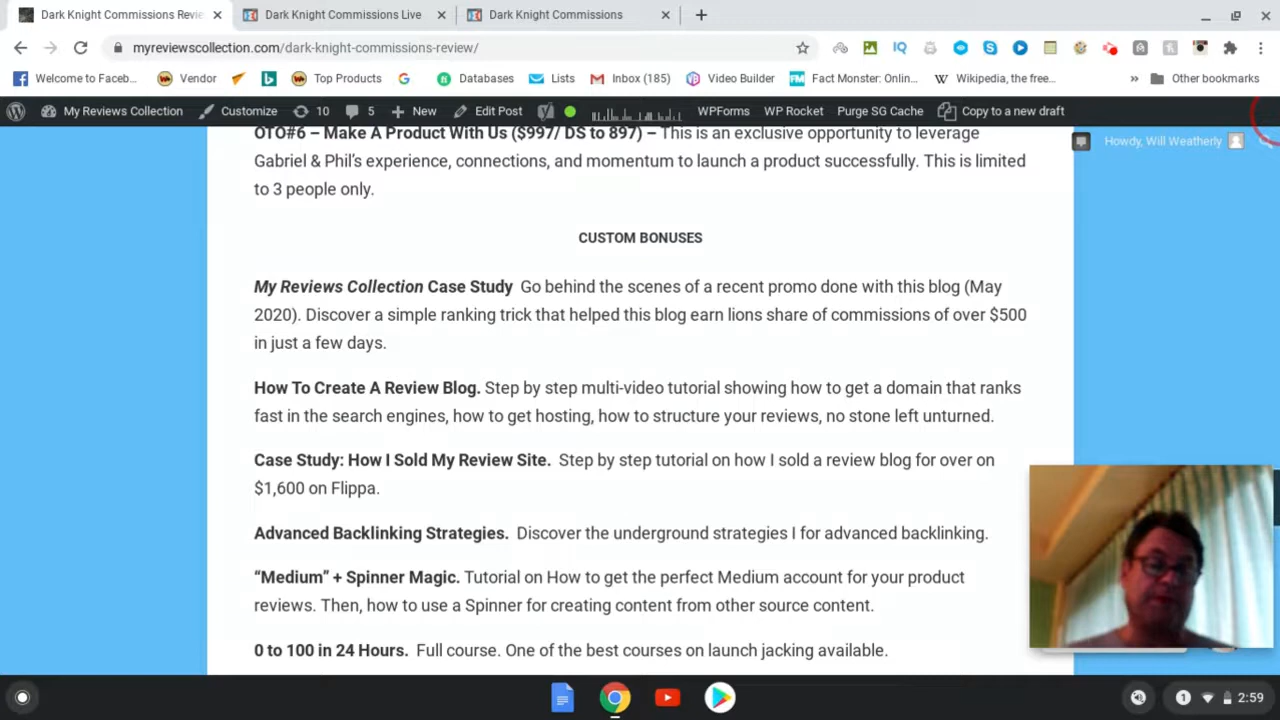 Dark Knight Commissions Revie
Dark Knight Commissions Live
Dark Knight Commissions
myreviewscollection.com/dark-knight-commissions-review/
Welcome to Faceb...
Vendor
Top Products
Databases
Lists
Inbox (185)
Video Builder
Fact Monster: Onlin...
Wikipedia, the free...
Other bookmarks
My Reviews Collection
Customize
10
5
New
Edit Post
WPForms
WP Rocket
Purge SG Cache
Copy to a new draft
Howdy, Will Weatherly
OTO#6 – Make A Product With Us ($997/ DS to 897) – This is an exclusive opportunity to leverage
Gabriel & Phil's experience, connections, and momentum to launch a product successfully. This is limited
to 3 people only.
CUSTOM BONUSES
My Reviews Collection Case Study Go behind the scenes of a recent promo done with this blog (May
2020). Discover a simple ranking trick that helped this blog earn lions share of commissions of over $500
in just a few days.
How To Create A Review Blog. Step by step multi-video tutorial showing how to get a domain that ranks
fast in the search engines, how to get hosting, how to structure your reviews, no stone left unturned.
Case Study: How I Sold My Review Site. Step by step tutorial on how I sold a review blog for over on
$1,600 on Flippa.
Advanced Backlinking Strategies. Discover the underground strategies I for advanced backlinking.
“Medium” + Spinner Magic. Tutorial on How to get the perfect Medium account for your product
reviews. Then, how to use a Spinner for creating content from other source content.
0 to 100 in 24 Hours. Full course. One of the best courses on launch jacking available.
1
2:59